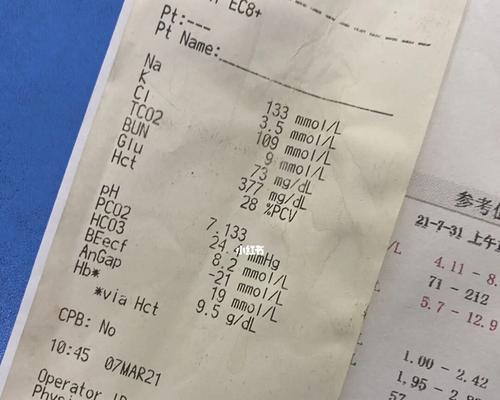 EC8+
Pt:---
Pt Name:
Na 133 mmol/L
K 3.5 mmol/L
Cl 109 mmol/L
TCO2 9 mmol/L
BUN 73 mg/dL
Glu 377 mg/dL
Hct 28 %PCV
pH 7.133
PCO2 24. mmHg
HCO3 8.2 mmol/L
BEecf -21 mmol/L
AnGap 19 mmol/L
Hb* 9.5 g/dL
*via Hct
CPB: No
10:45 07MAR21
Operator
小红书
参考
21-7-31 上午
4.11 - 8.
71 - 212
5.7 - 12.9
1.00 - 2.42
1.95 - 2.8
57